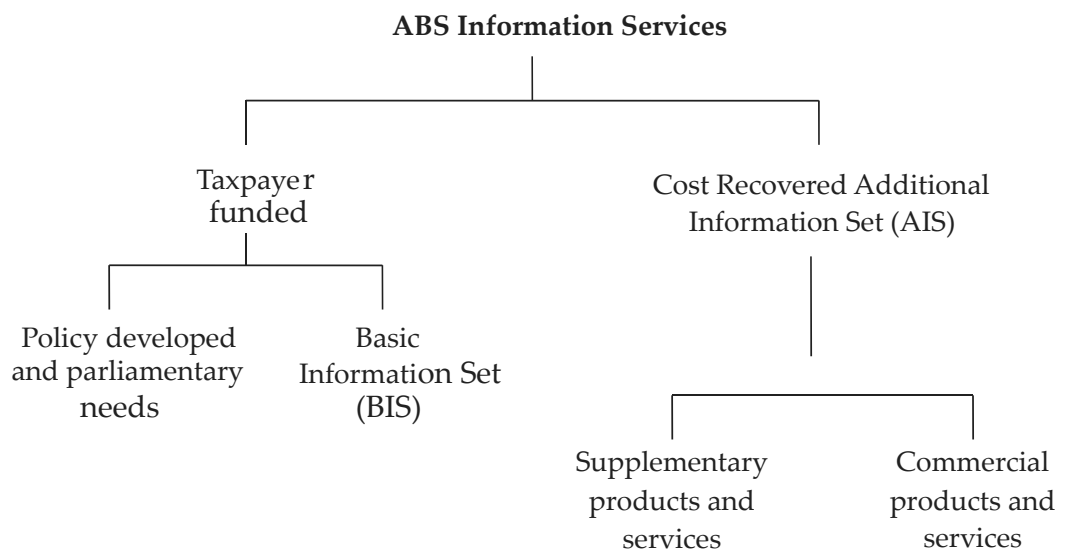 ABS Information Services
Taxpayer
funded
Cost Recovered Additional
Information Set (AIS)
Policy developed
and parliamentary
needs
Basic
Information Set
(BIS)
Supplementary
products and
services
Commercial
products and
services